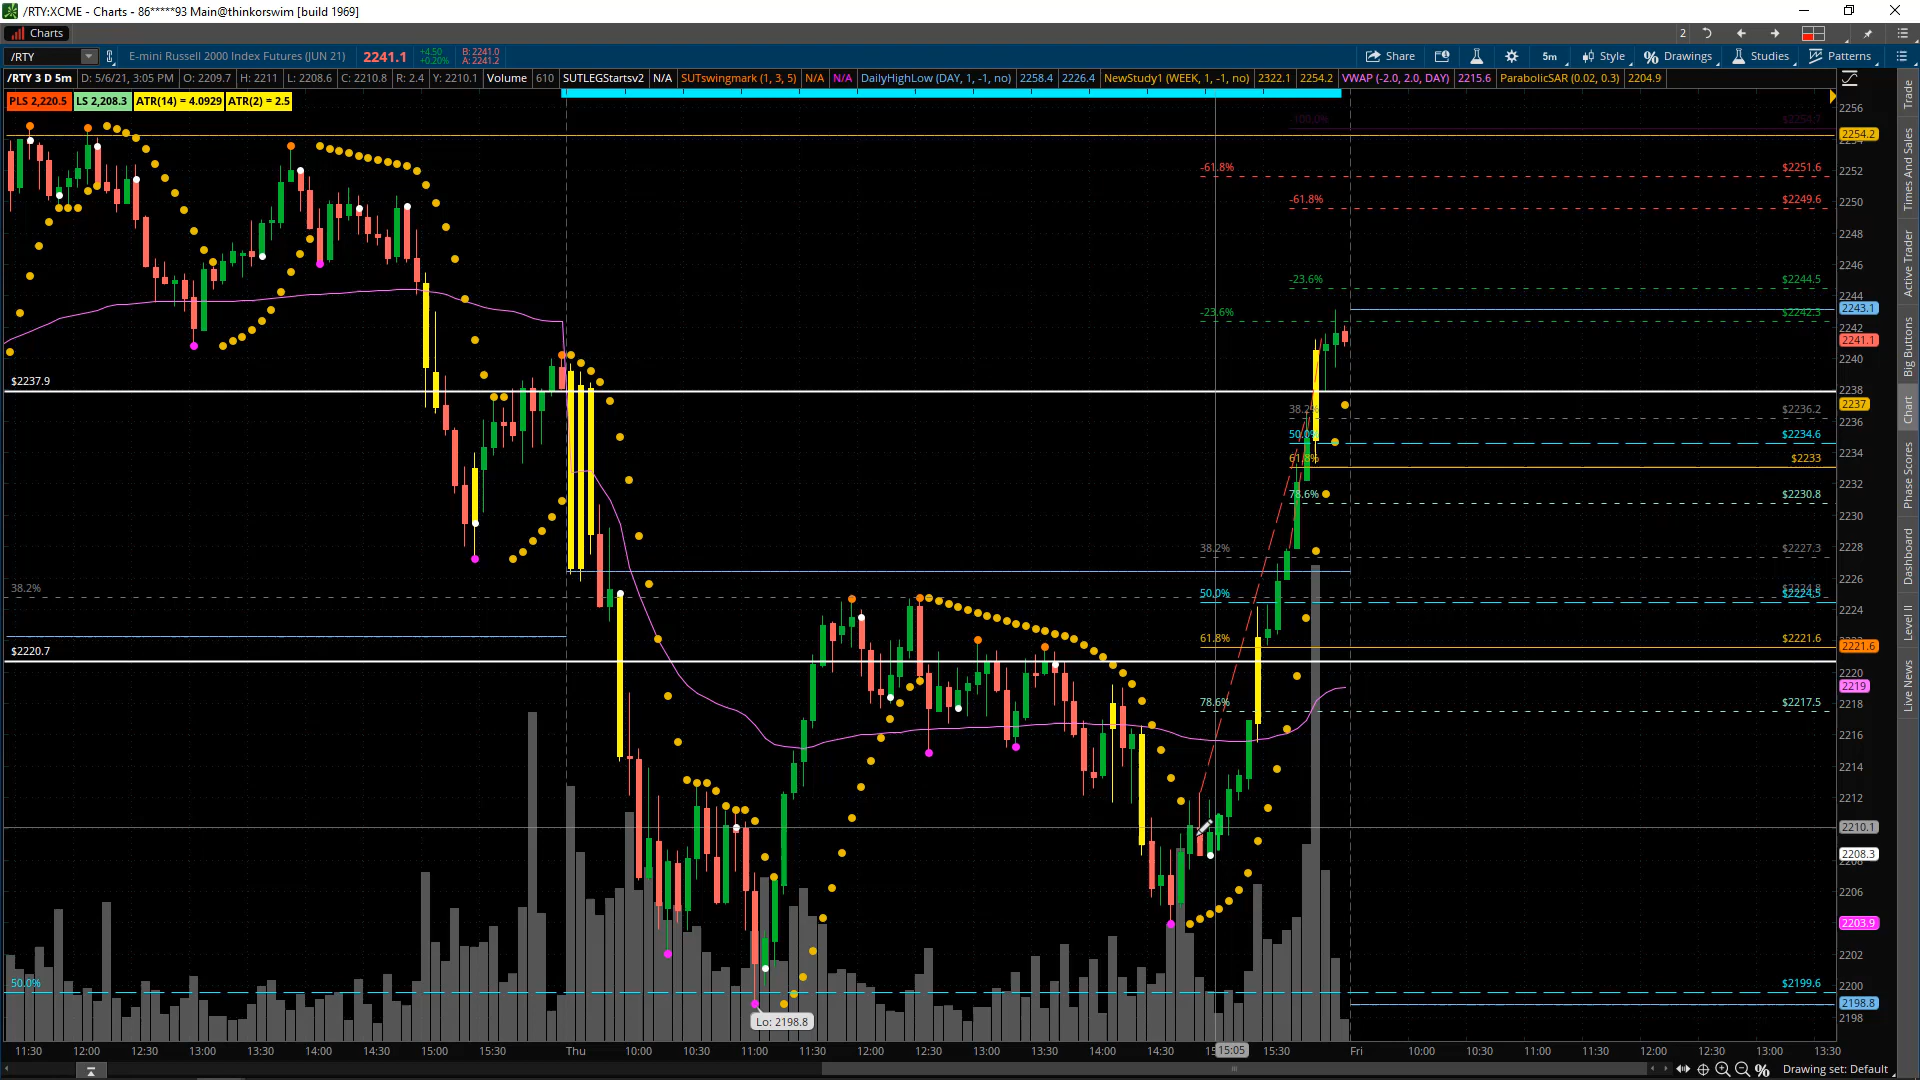 /RTY:XCME - Charts - 86*****93 Main@thinkorswim [build 1969]
Charts
2
/RTY
E-mini Russell 2000 Index Futures (JUN 21)
2241.1
+4.50
+0.20%
B: 2241.0
A: 2241.2
Share
5m
Style
Drawings
Studies
Patterns
/RTY 3 D 5m
D: 5/6/21, 3:05 PM
O: 2209.7
H: 2211
L: 2208.6
C: 2210.8
R: 2.4
Y: 2210.1
Volume
610
SUTLEGStartsv2
N/A
SUTswingmark (1, 3, 5)
N/A
N/A
DailyHighLow (DAY, 1, -1, no)
2258.4
2226.4
NewStudy1 (WEEK, 1, -1, no)
2322.1
2254.2
VWAP (-2.0, 2.0, DAY)
2215.6
ParabolicSAR (0.02, 0.3)
2204.9
PLS 2,220.5
LS 2,208.3
ATR(14) = 4.0929
ATR(2) = 2.5
-100.0%
$2254.7
-61.8%
$2251.6
-61.8%
$2249.6
-23.6%
$2244.5
-23.6%
$2242.3
$2237.9
38.2%
$2236.2
50.0%
$2234.6
61.8%
$2233
78.6%
$2230.8
38.2%
$2227.3
38.2%
$2224.8
50.0%
$2224.5
61.8%
$2221.6
$2220.7
78.6%
$2217.5
50.0%
$2199.6
Lo: 2198.8
2256
2254.2
2252
2250
2248
2246
2244
2243.1
2242
2241.1
2240
2238
2237
2236
2234
2232
2230
2228
2226
2224
2221.6
2220
2219
2218
2216
2214
2212
2210.1
2208.3
2206
2203.9
2202
2200
2198.8
2198
11:30
12:00
12:30
13:00
13:30
14:00
14:30
15:00
15:30
Thu
10:00
10:30
11:00
11:30
12:00
12:30
13:00
13:30
14:00
14:30
15:05
15:30
Fri
10:00
10:30
11:00
11:30
12:00
12:30
13:00
13:30
Drawing set: Default
Trade
Times And Sales
Active Trader
Big Buttons
Chart
Phase Scores
Dashboard
Level II
Live News